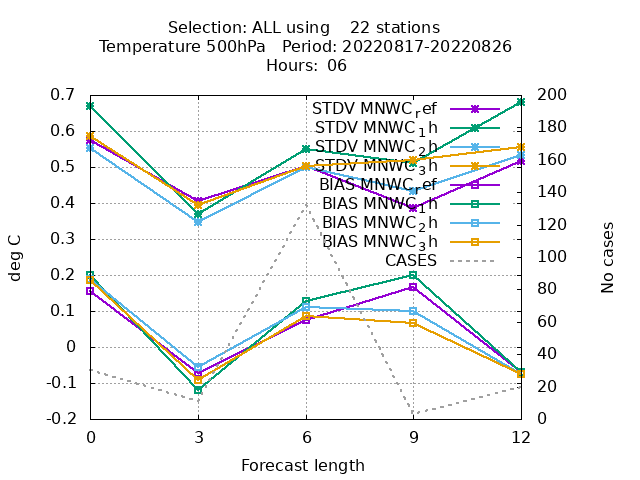 Selection: ALL using    22 stations
Temperature 500hPa   Period: 20220817-20220826
Hours:  06
0.7
0.6
0.5
0.4
0.3
0.2
0.1
0
-0.1
-0.2
deg C
200
180
160
140
120
100
80
60
40
20
0
No cases
STDV MNWC_ref
STDV MNWC_1h
STDV MNWC_2h
STDV MNWC_3h
BIAS MNWC_ref
BIAS MNWC_1h
BIAS MNWC_2h
BIAS MNWC_3h
CASES
0 3 6 9 12
Forecast length